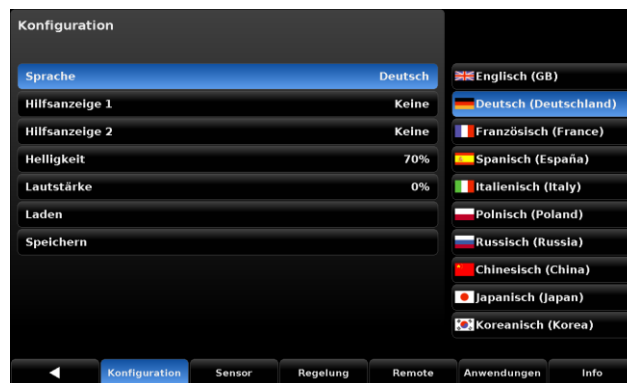 Konfiguration
Sprache Deutsch
Hilfsanzeige 1 Keine
Hilfsanzeige 2 Keine
Helligkeit 70%
Lautstärke 0%
Laden
Speichern
Englisch (GB)
Deutsch (Deutschland)
Französisch (France)
Spanisch (España)
Italienisch (Italy)
Polnisch (Poland)
Russisch (Russia)
Chinesisch (China)
Japanisch (Japan)
Koreanisch (Korea)
Konfiguration Sensor Regelung Remote Anwendungen Info